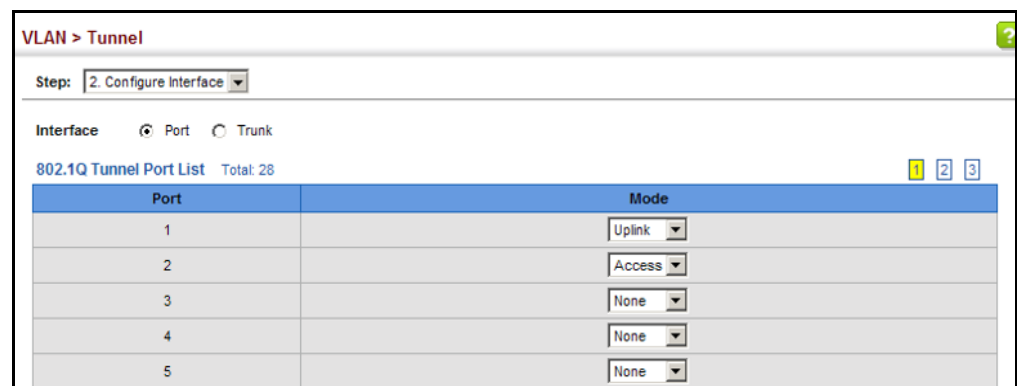 VLAN > Tunnel
?
Step: 2. Configure Interface
Interface Port Trunk
802.1Q Tunnel Port List Total: 28 1 2 3
Port Mode
1 Uplink
2 Access
3 None
4 None
5 None